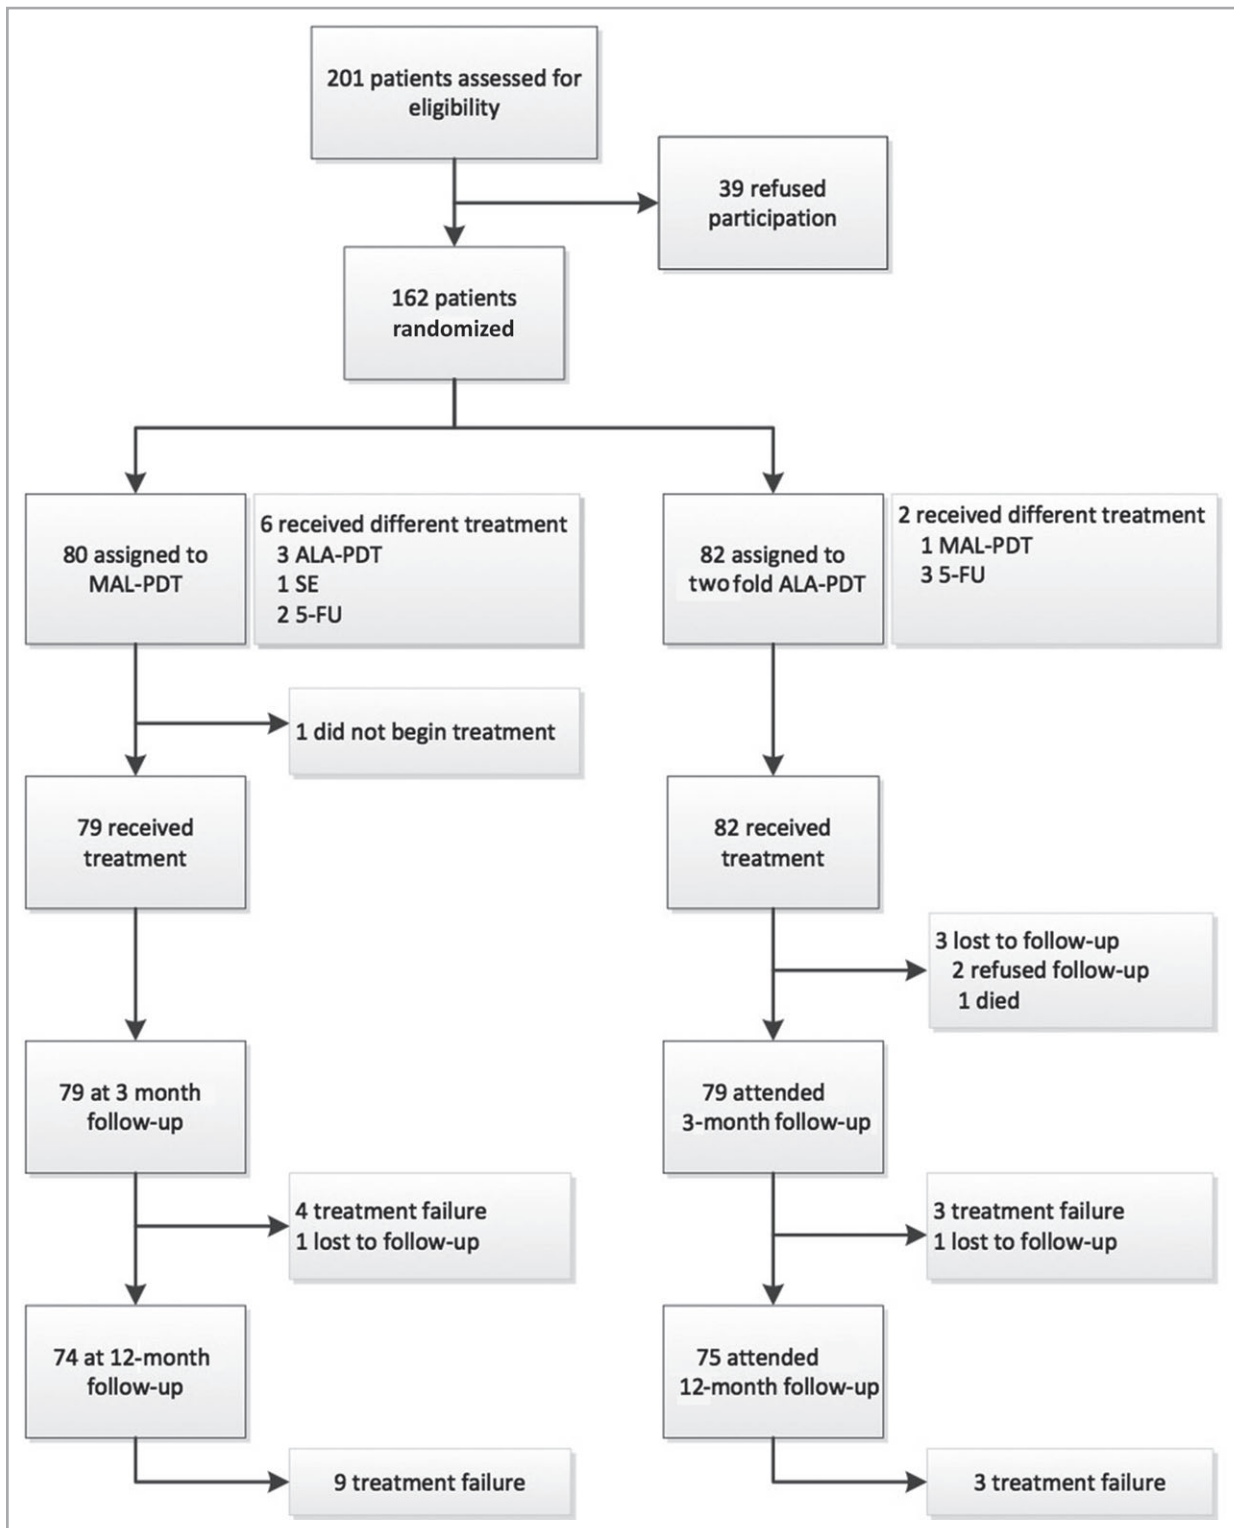 201 patients assessed for
eligibility
39 refused
participation
162 patients
randomized
80 assigned to
MAL-PDT
6 received different treatment
3 ALA-PDT
1 SE
2 5-FU
82 assigned to
two fold ALA-PDT
2 received different treatment
1 MAL-PDT
3 5-FU
1 did not begin treatment
79 received
treatment
82 received
treatment
3 lost to follow-up
2 refused follow-up
1 died
79 at 3 month
follow-up
79 attended
3-month follow-up
4 treatment failure
1 lost to follow-up
3 treatment failure
1 lost to follow-up
74 at 12-month
follow-up
75 attended
12-month follow-up
9 treatment failure
3 treatment failure